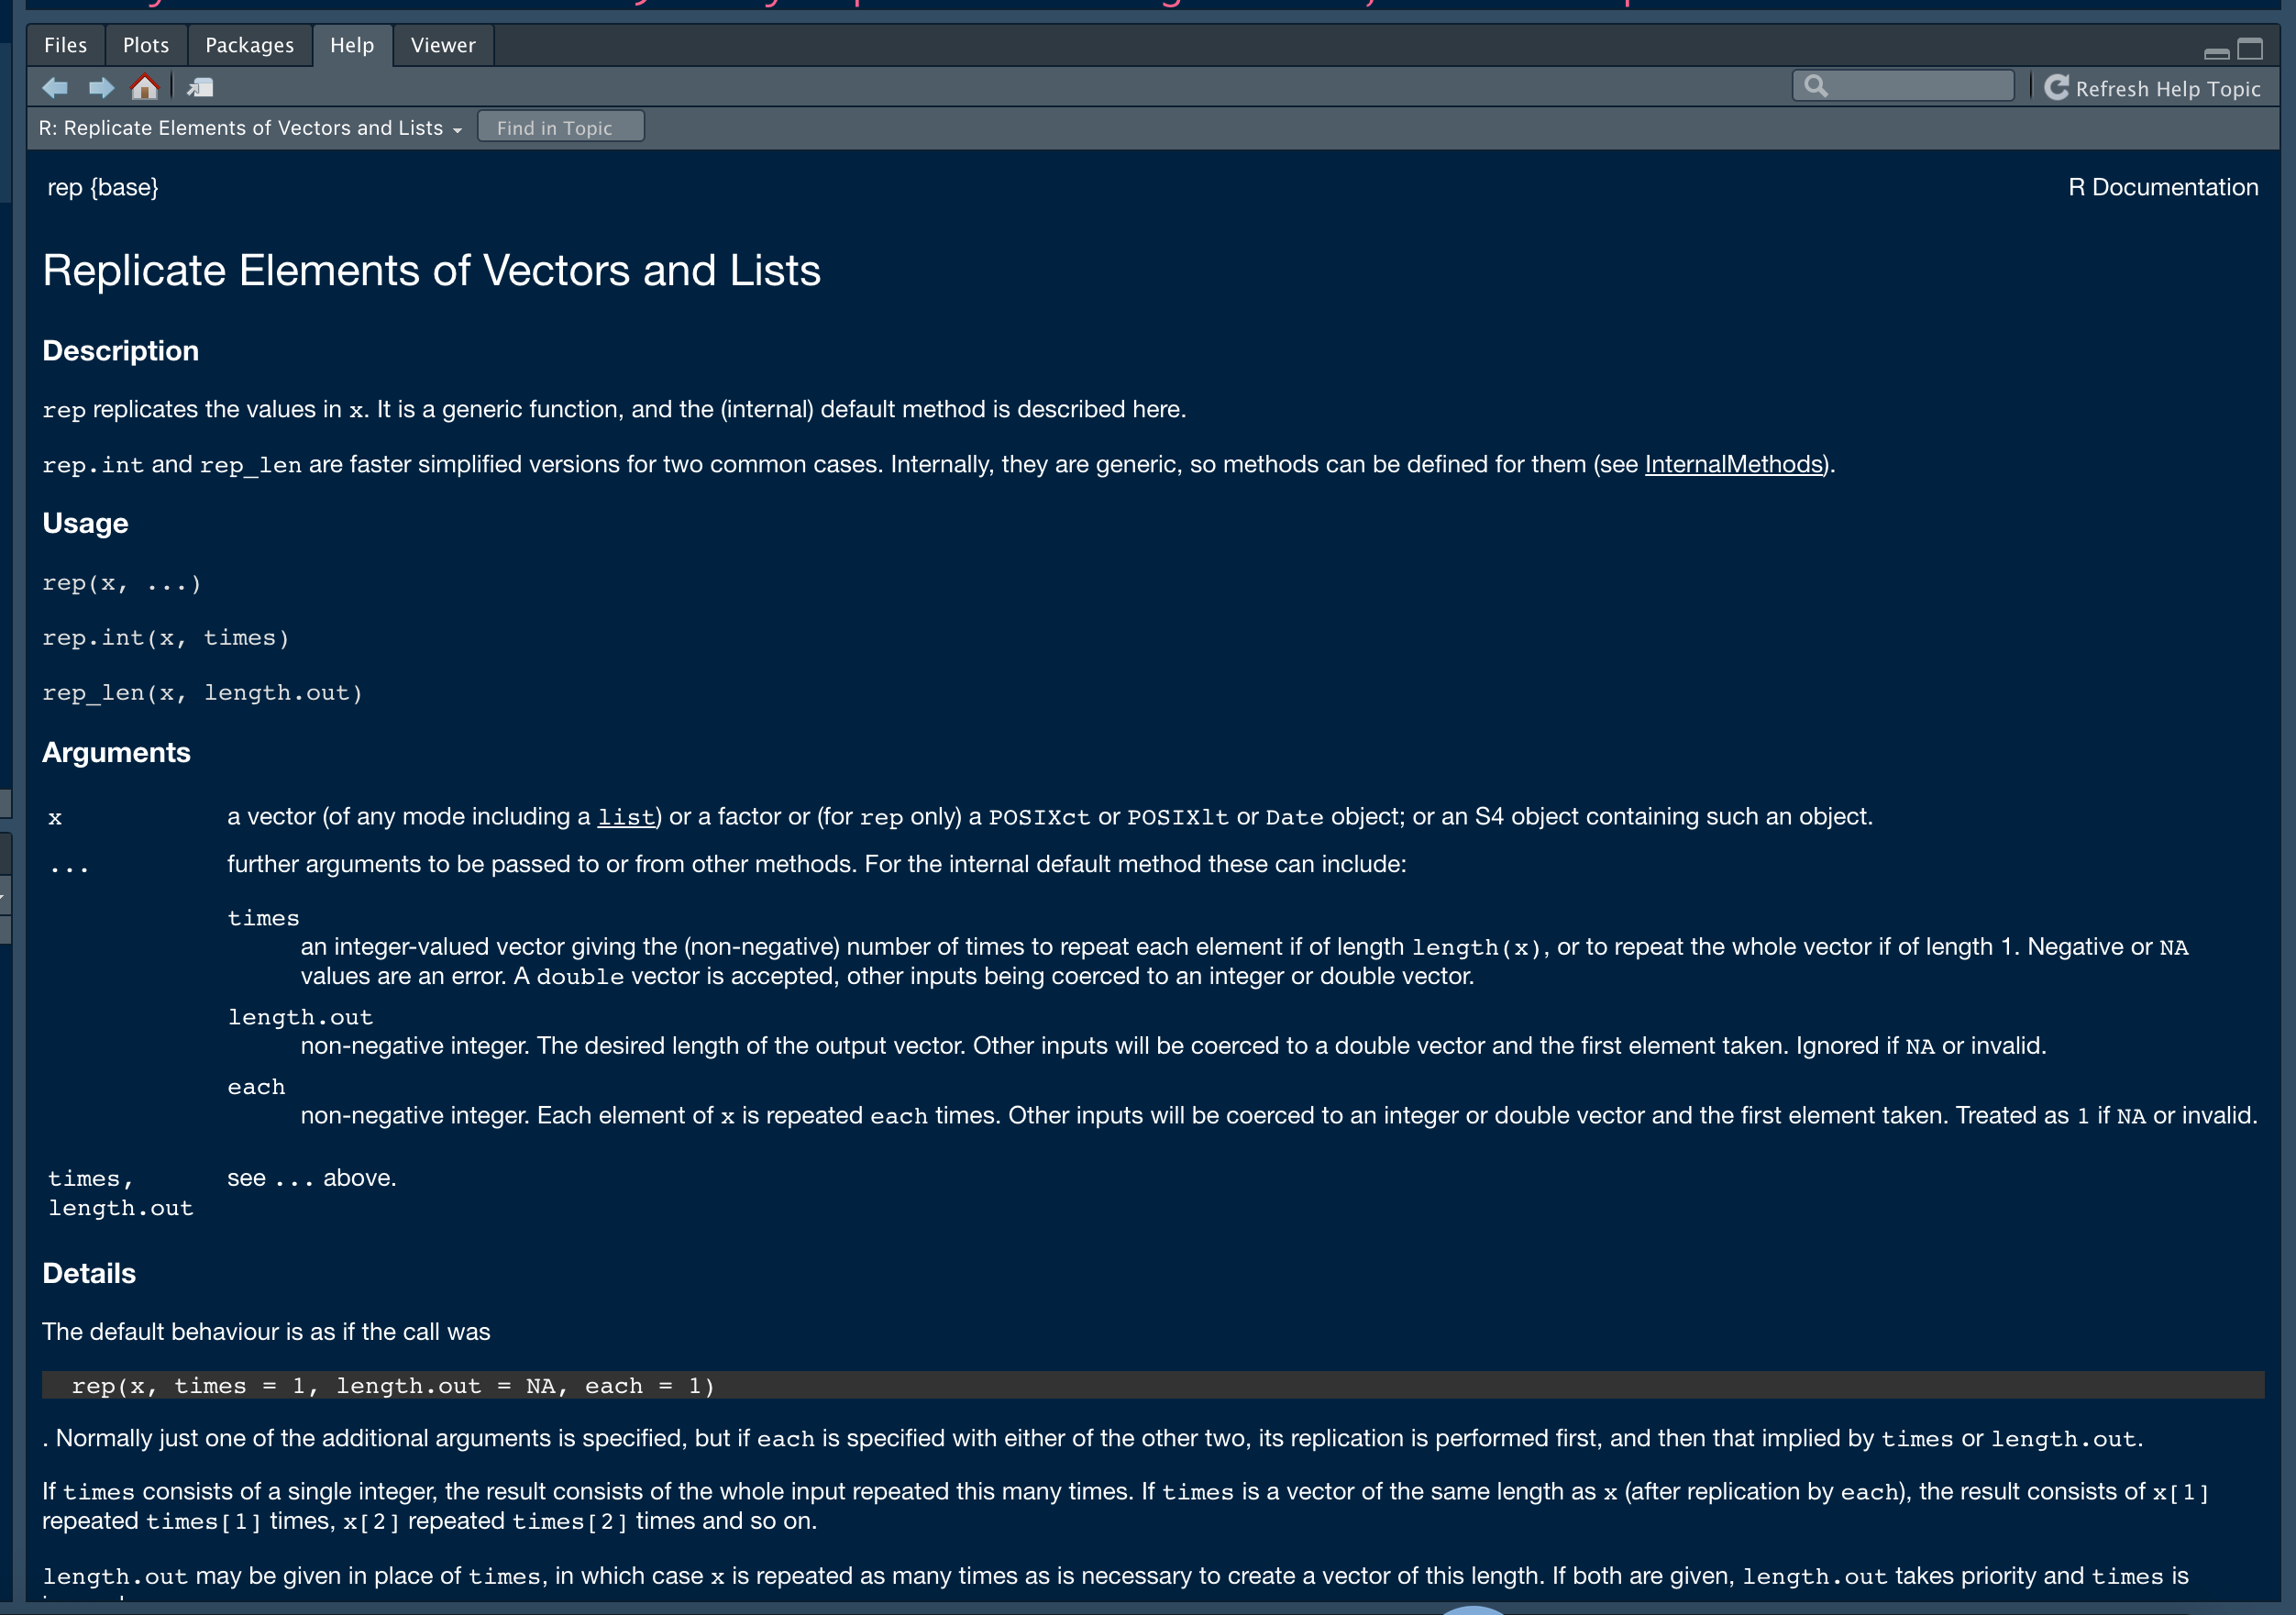 Files Plots Packages Help Viewer
Refresh Help Topic
R: Replicate Elements of Vectors and Lists Find in Topic
rep {base} R Documentation
Replicate Elements of Vectors and Lists
Description
rep replicates the values in x. It is a generic function, and the (internal) default method is described here.
rep.int and rep_len are faster simplified versions for two common cases. Internally, they are generic, so methods can be defined for them (see InternalMethods).
Usage
rep(x, ...)
rep.int(x, times)
rep_len(x, length.out)
Arguments
x a vector (of any mode including a list) or a factor or (for rep only) a POSIXct or POSIXlt or Date object; or an S4 object containing such an object.
... further arguments to be passed to or from other methods. For the internal default method these can include:
times
an integer-valued vector giving the (non-negative) number of times to repeat each element if of length length(x), or to repeat the whole vector if of length 1. Negative or NA
values are an error. A double vector is accepted, other inputs being coerced to an integer or double vector.
length.out
non-negative integer. The desired length of the output vector. Other inputs will be coerced to a double vector and the first element taken. Ignored if NA or invalid.
each
non-negative integer. Each element of x is repeated each times. Other inputs will be coerced to an integer or double vector and the first element taken. Treated as 1 if NA or invalid.
times, see ... above.
length.out
Details
The default behaviour is as if the call was
rep(x, times = 1, length.out = NA, each = 1)
. Normally just one of the additional arguments is specified, but if each is specified with either of the other two, its replication is performed first, and then that implied by times or length.out.
If times consists of a single integer, the result consists of the whole input repeated this many times. If times is a vector of the same length as x (after replication by each), the result consists of x[1]
repeated times[1] times, x[2] repeated times[2] times and so on.
length.out may be given in place of times, in which case x is repeated as many times as is necessary to create a vector of this length. If both are given, length.out takes priority and times is